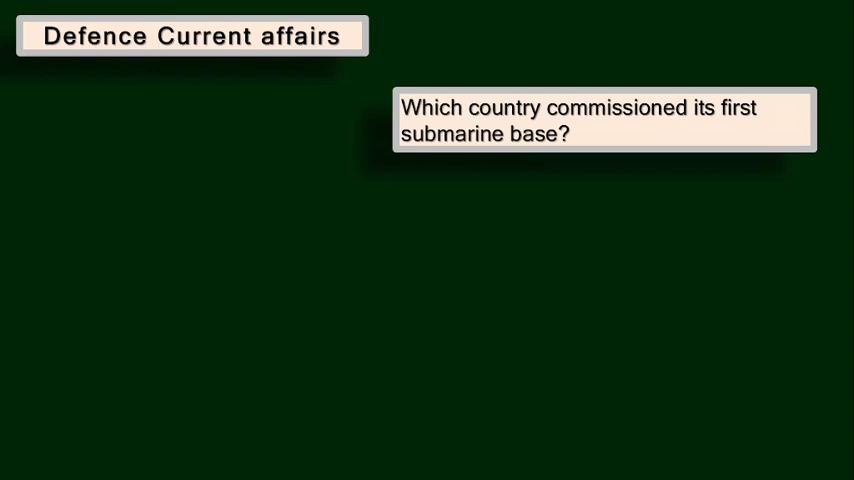 Defence Current affairs
Which country commissioned its first
submarine base?